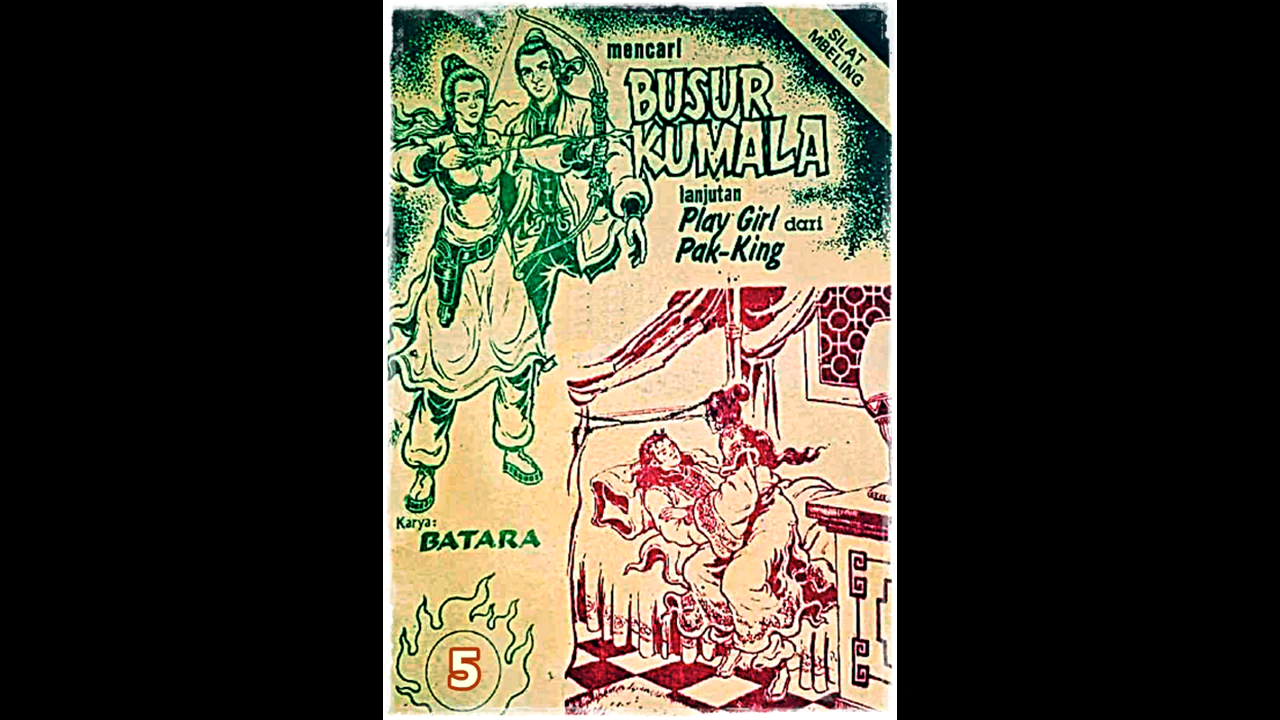 SILAT
MBELING
mencari
BUSUR
KUMALA
lanjutan
Play Girl dari
Pak-King
Karya:
BATARA
5